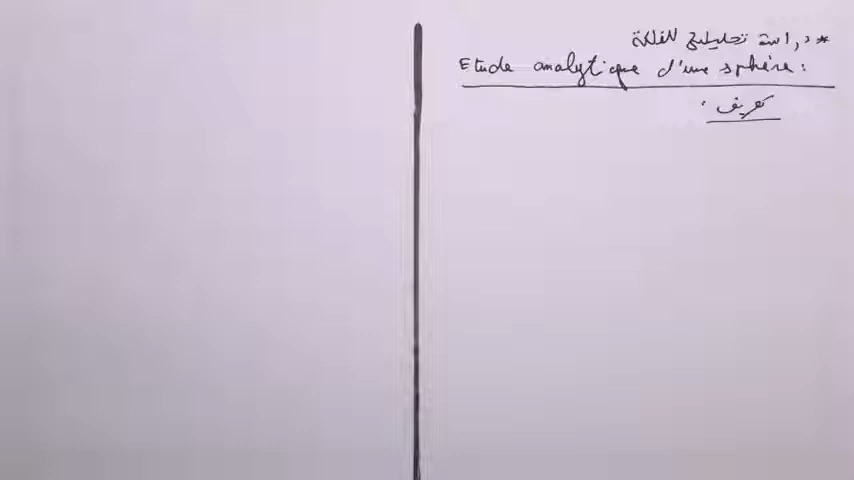 * دراسة تحليلية للفلكة
Etude analytique d'une sphère :
تعريف :